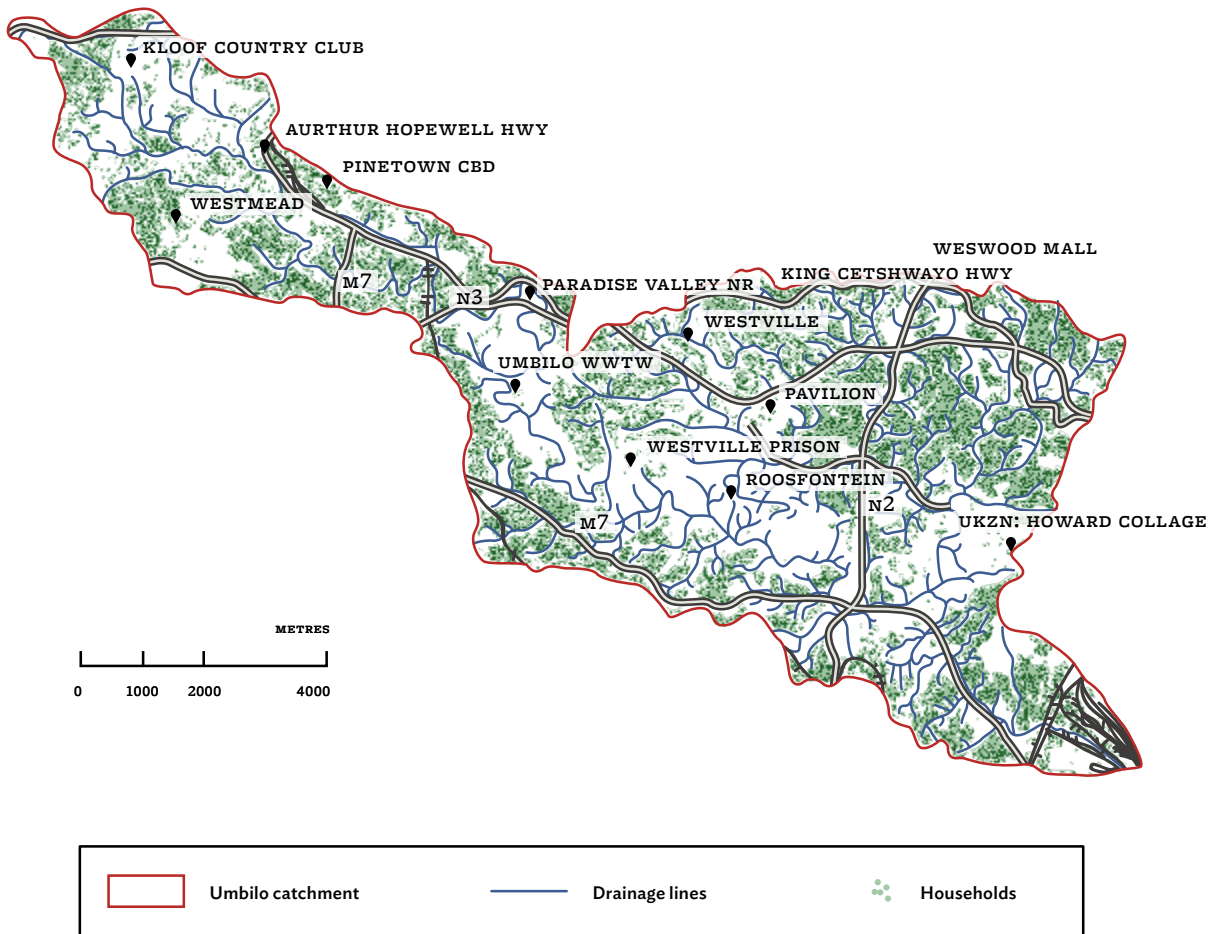 KLOOF COUNTRY CLUB
AURTHUR HOPEWELL HWY
PINETOWN CBD
WESTMEAD
WESWOOD MALL
KING CETSHWAYO HWY
M7
N3
PARADISE VALLEY NR
WESTVILLE
UMBILO WWTW
PAVILION
WESTVILLE PRISON
ROOSFONTEIN
N2
M7
UKZN: HOWARD COLLAGE
METRES
0 1000 2000 4000
Umbilo catchment Drainage lines Households